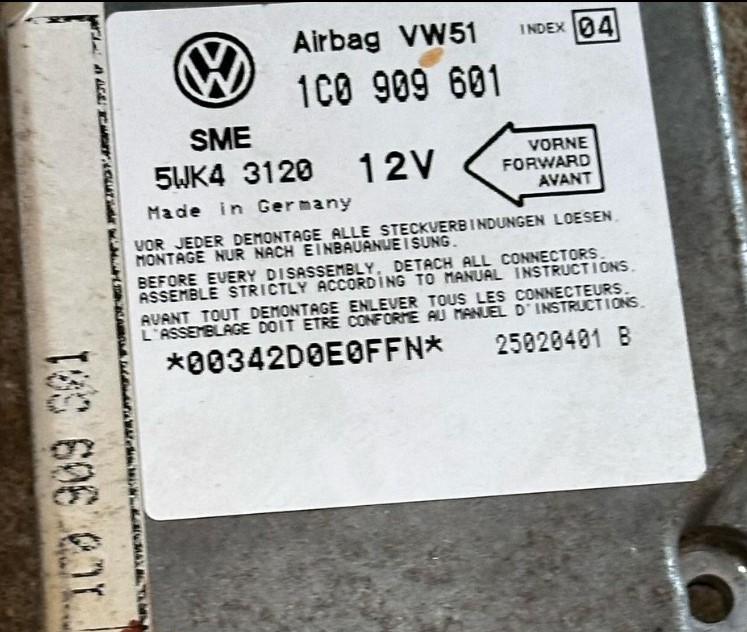 Airbag VW51 INDEX 04
1C0 909 601
SME
5WK4 3120 12V
VORNE
FORWARD
AVANT
Made in Germany
VOR JEDER DEMONTAGE ALLE STECKVERBINDUNGEN LOESEN.
MONTAGE NUR NACH EINBAUANWEISUNG.
BEFORE EVERY DISASSEMBLY, DETACH ALL CONNECTORS.
ASSEMBLE STRICTLY ACCORDING TO MANUAL INSTRUCTIONS.
AVANT TOUT DEMONTAGE ENLEVER TOUS LES CONNECTEURS.
L'ASSEMBLAGE DOIT ETRE CONFORME AU MANUEL D'INSTRUCTIONS.
*00342D0E0FFN* 25020401 B
1C0 909 601